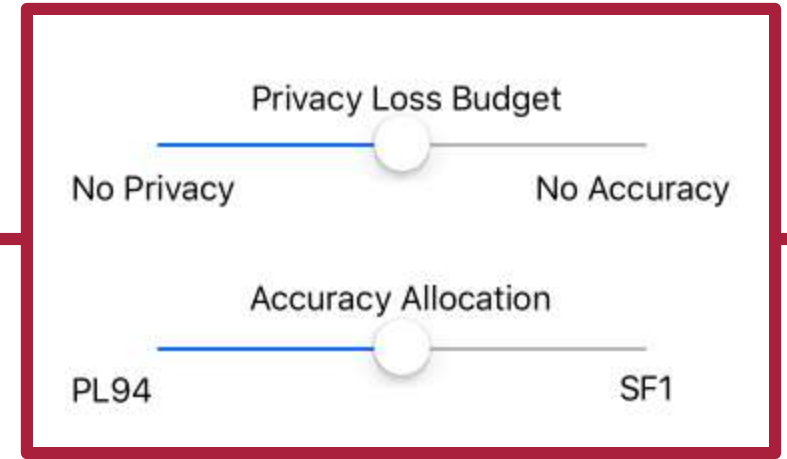 Privacy Loss Budget
No Privacy No Accuracy
Accuracy Allocation
PL94 SF1